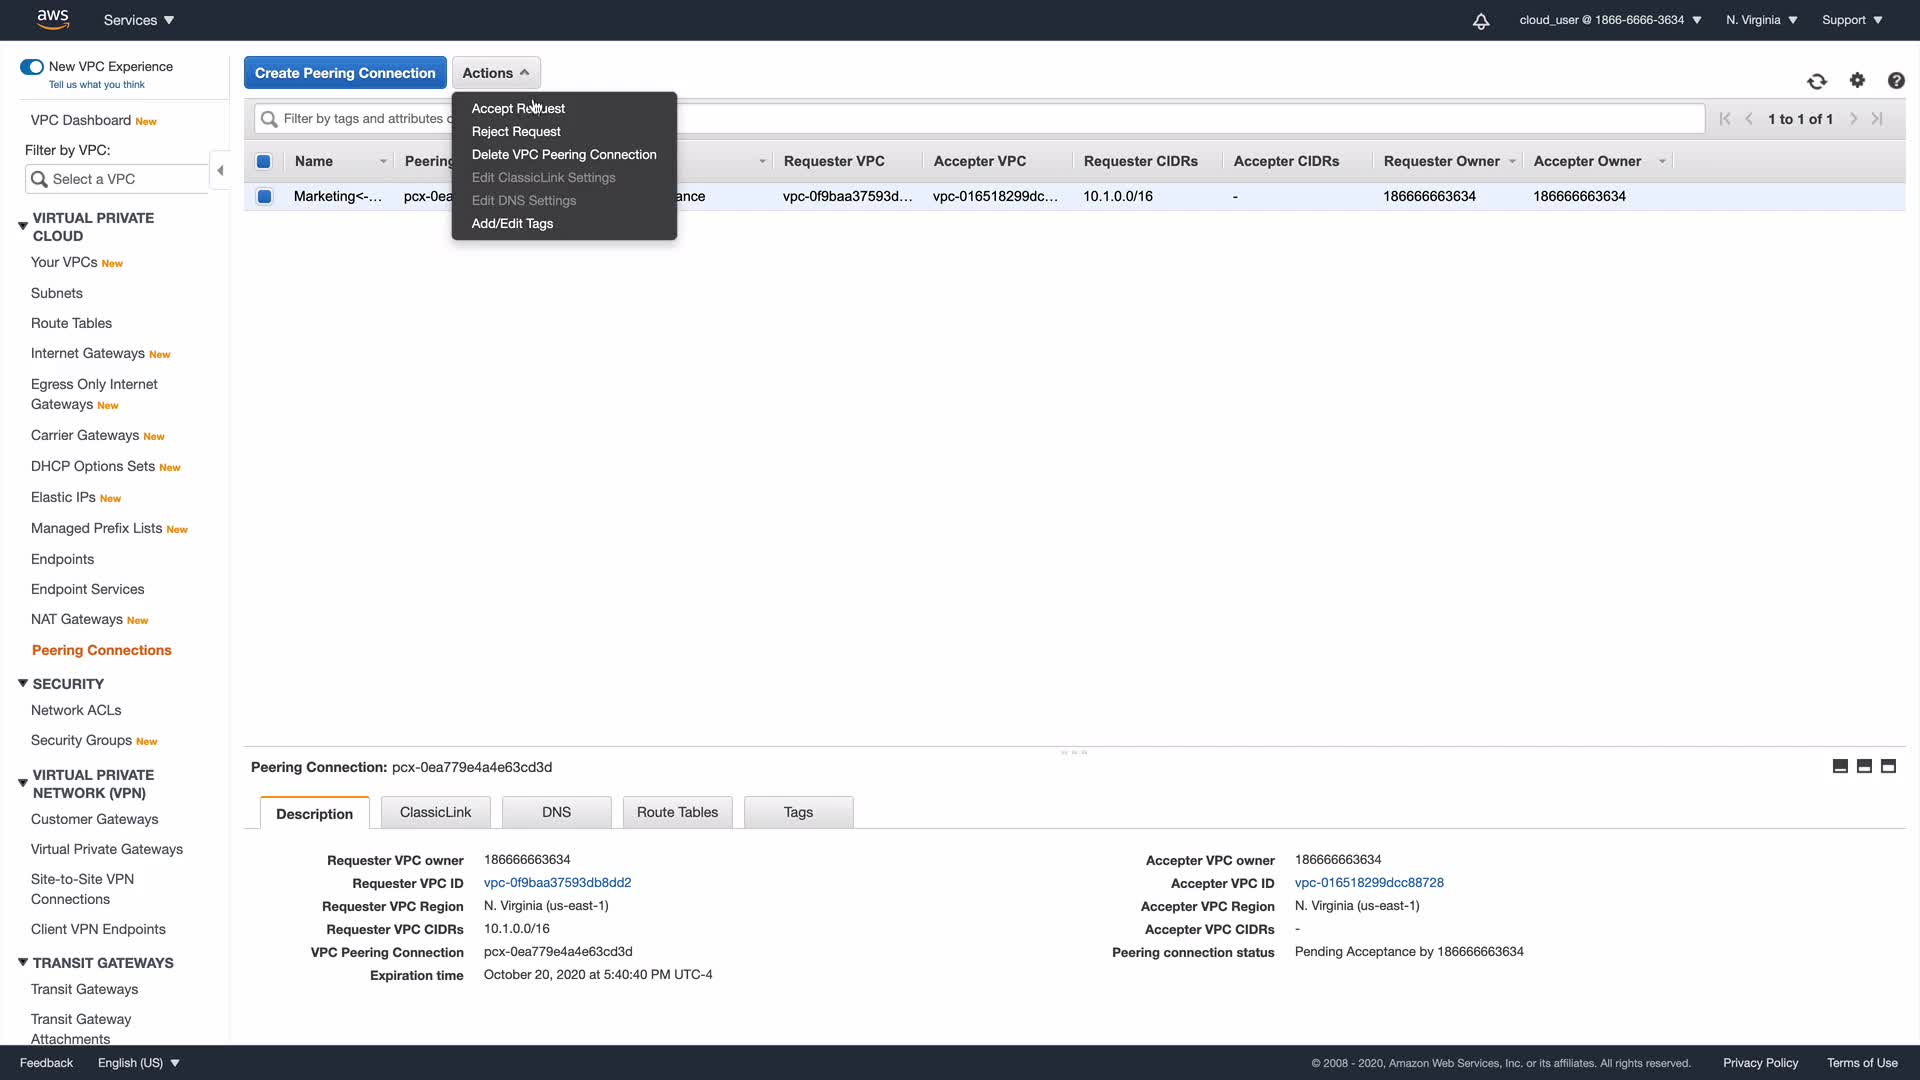 aws
Services
cloud_user @ 1866-6666-3634
N. Virginia
Support
New VPC Experience
Tell us what you think
VPC Dashboard New
Filter by VPC:
Select a VPC
VIRTUAL PRIVATE
CLOUD
Your VPCs New
Subnets
Route Tables
Internet Gateways New
Egress Only Internet
Gateways New
Carrier Gateways New
DHCP Options Sets New
Elastic IPs New
Managed Prefix Lists New
Endpoints
Endpoint Services
NAT Gateways New
Peering Connections
SECURITY
Network ACLs
Security Groups New
VIRTUAL PRIVATE
NETWORK (VPN)
Customer Gateways
Virtual Private Gateways
Site-to-Site VPN
Connections
Client VPN Endpoints
TRANSIT GATEWAYS
Transit Gateways
Transit Gateway
Attachments
Create Peering Connection
Actions
Accept Request
Reject Request
Delete VPC Peering Connection
Edit ClassicLink Settings
Edit DNS Settings
Add/Edit Tags
Filter by tags and attributes
1 to 1 of 1
Name Peering Requester VPC Accepter VPC Requester CIDRs Accepter CIDRs Requester Owner Accepter Owner
Marketing<-... pcx-0ea ance vpc-0f9baa37593d... vpc-016518299dc... 10.1.0.0/16 - 186666663634 186666663634
Peering Connection: pcx-0ea779e4a4e63cd3d
Description ClassicLink DNS Route Tables Tags
Requester VPC owner 186666663634
Requester VPC ID vpc-0f9baa37593db8dd2
Requester VPC Region N. Virginia (us-east-1)
Requester VPC CIDRs 10.1.0.0/16
VPC Peering Connection pcx-0ea779e4a4e63cd3d
Expiration time October 20, 2020 at 5:40:40 PM UTC-4
Accepter VPC owner 186666663634
Accepter VPC ID vpc-016518299dcc88728
Accepter VPC Region N. Virginia (us-east-1)
Accepter VPC CIDRs -
Peering connection status Pending Acceptance by 186666663634
Feedback
English (US)
© 2008 - 2020, Amazon Web Services, Inc. or its affiliates. All rights reserved.
Privacy Policy
Terms of Use